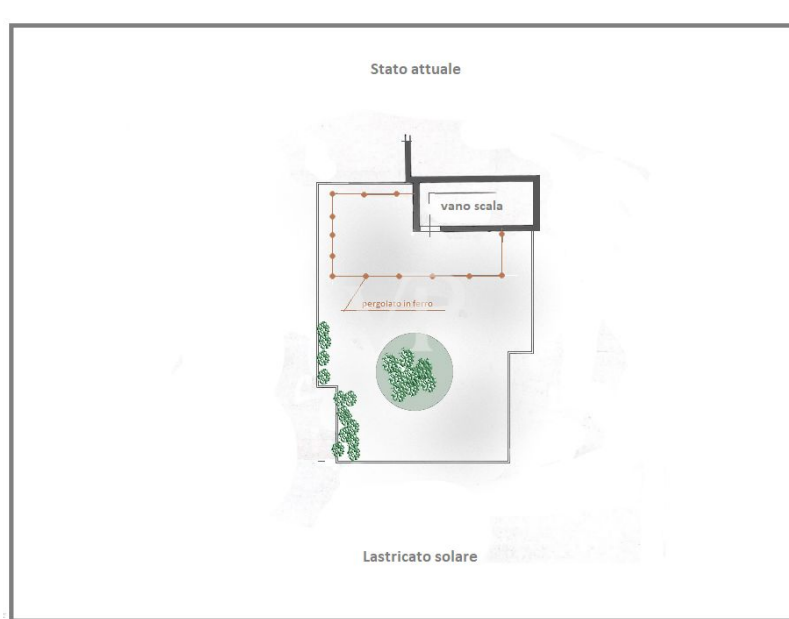 Stato attuale
vano scala
pergolato in ferro
Lastricato solare